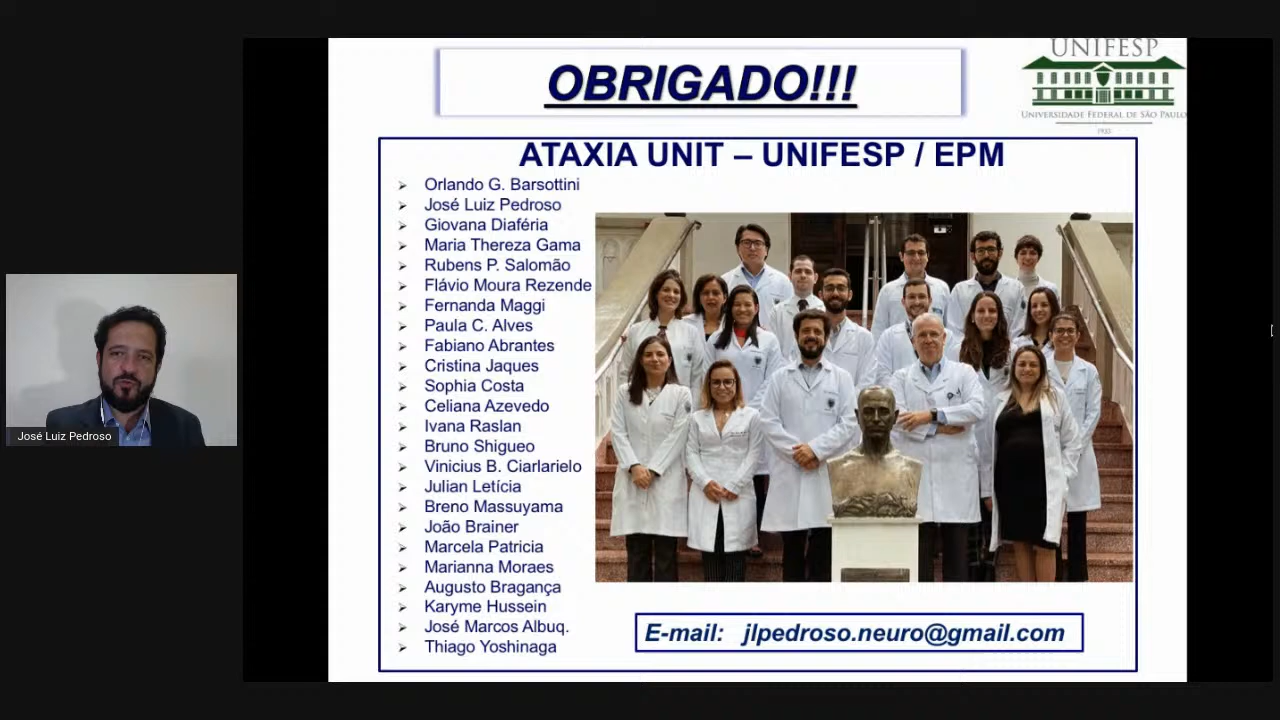 OBRIGADO!!!
UNIFESP
UNIVERSIDADE FEDERAL DE SÃO PAULO
1933
ATAXIA UNIT – UNIFESP / EPM
Orlando G. Barsottini
José Luiz Pedroso
Giovana Diaféria
Maria Thereza Gama
Rubens P. Salomão
Flávio Moura Rezende
Fernanda Maggi
Paula C. Alves
Fabiano Abrantes
Cristina Jaques
Sophia Costa
Celiana Azevedo
Ivana Raslan
Bruno Shigueo
Vinicius B. Ciarlarielo
Julian Letícia
Breno Massuyama
João Brainer
Marcela Patricia
Marianna Moraes
Augusto Bragança
Karyme Hussein
José Marcos Albuq.
Thiago Yoshinaga
E-mail: jlpedroso.neuro@gmail.com
José Luiz Pedroso